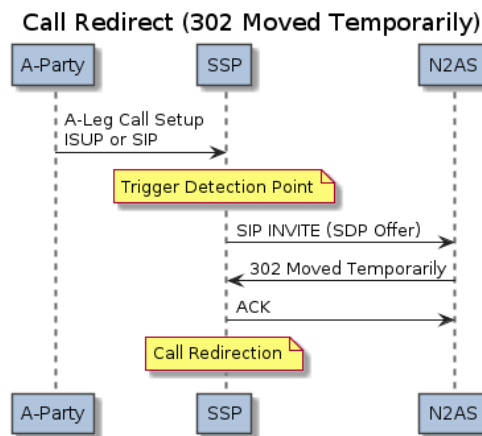 Call Redirect (302 Moved Temporarily)
A-Party
SSP
N2AS
A-Leg Call Setup
ISUP or SIP
Trigger Detection Point
SIP INVITE (SDP Offer)
302 Moved Temporarily
ACK
Call Redirection
A-Party
SSP
N2AS